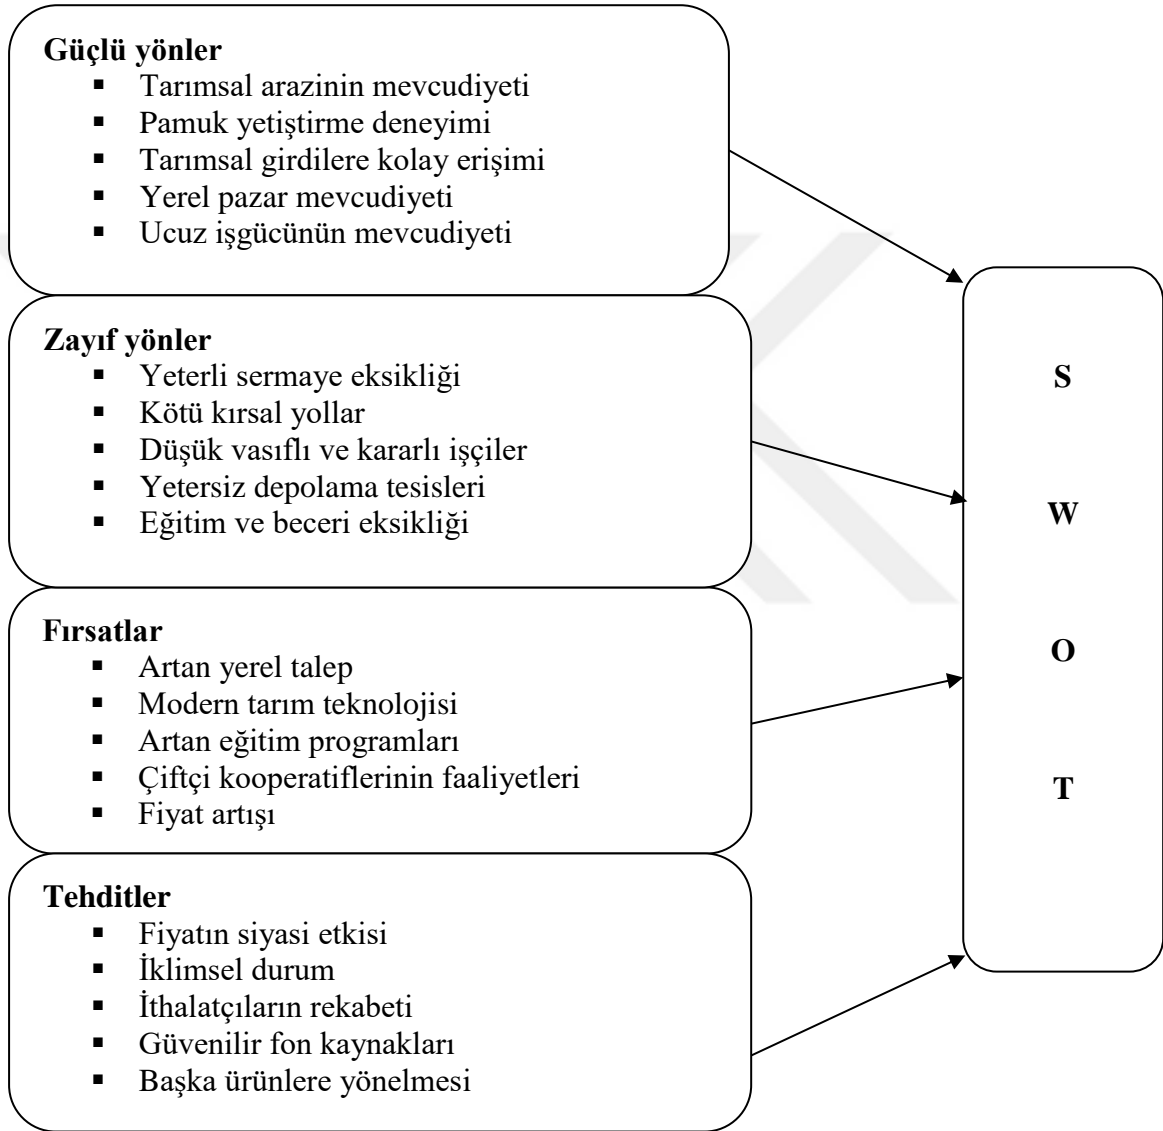 Güçlü yönler
▪ Tarımsal arazinin mevcudiyeti
▪ Pamuk yetiştirme deneyimi
▪ Tarımsal girdilere kolay erişimi
▪ Yerel pazar mevcudiyeti
▪ Ucuz işgücünün mevcudiyeti
Zayıf yönler
▪ Yeterli sermaye eksikliği
▪ Kötü kırsal yollar
▪ Düşük vasıflı ve kararlı işçiler
▪ Yetersiz depolama tesisleri
▪ Eğitim ve beceri eksikliği
Fırsatlar
▪ Artan yerel talep
▪ Modern tarım teknolojisi
▪ Artan eğitim programları
▪ Çiftçi kooperatiflerinin faaliyetleri
▪ Fiyat artışı
Tehditler
▪ Fiyatın siyasi etkisi
▪ İklimsel durum
▪ İthalatçıların rekabeti
▪ Güvenilir fon kaynakları
▪ Başka ürünlere yönelmesi
S
W
O
T